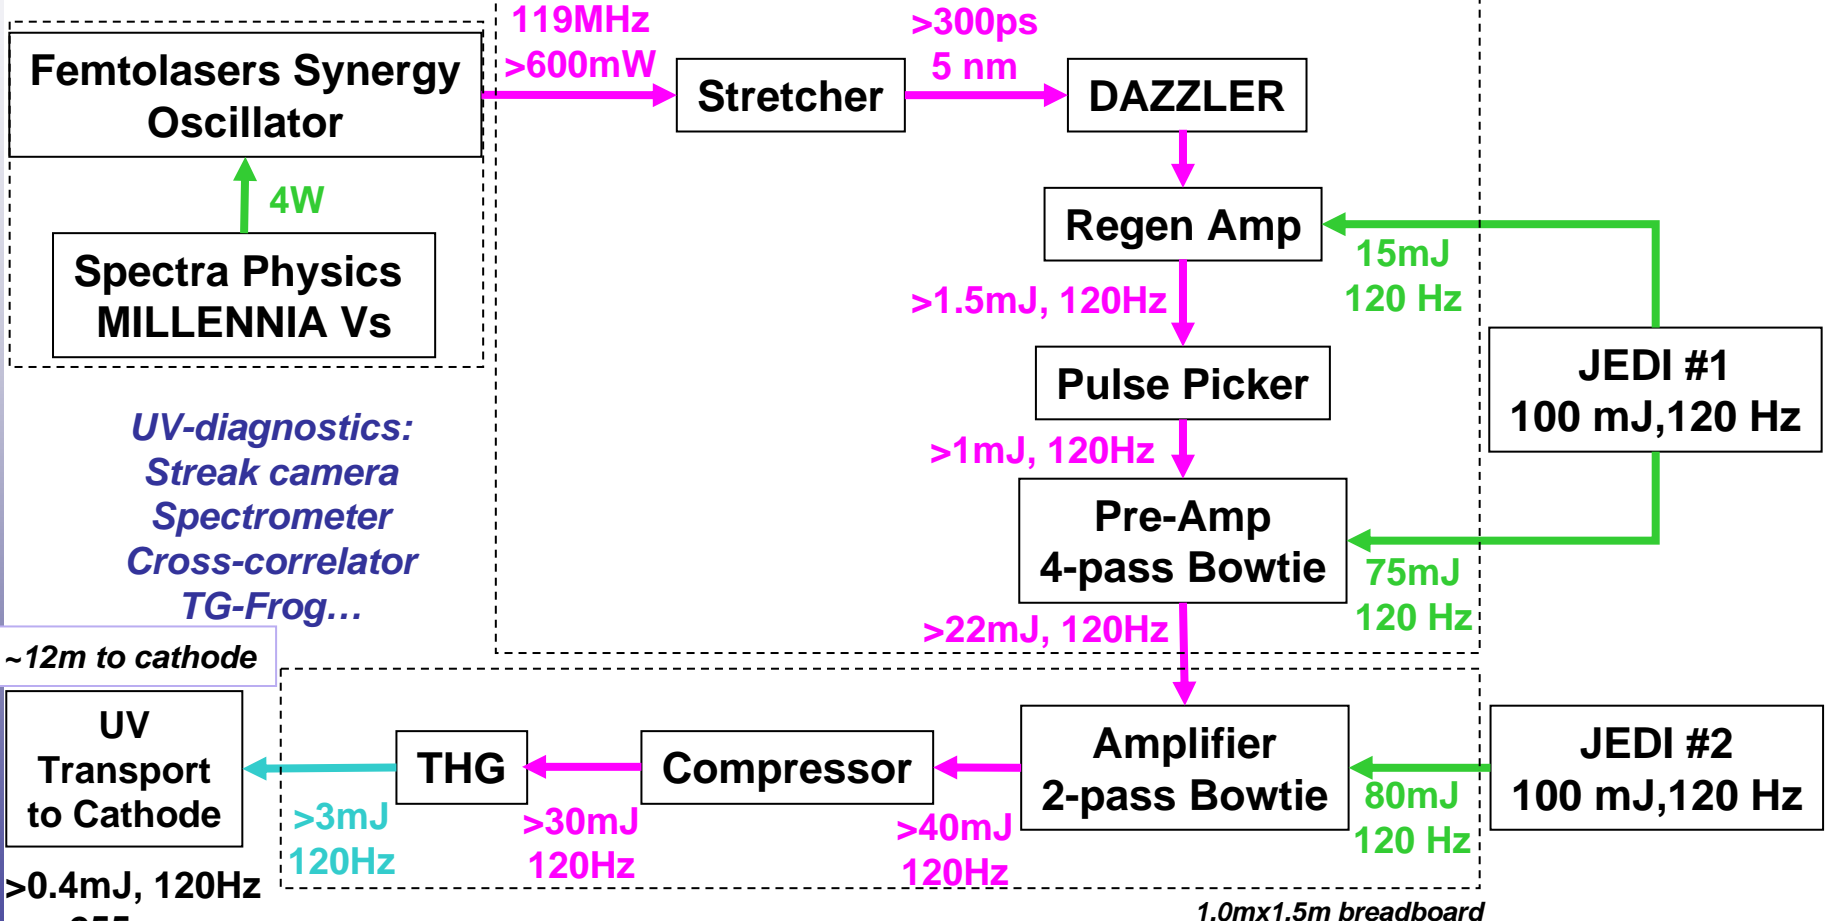 119MHz
>600mW
>300ps
5 nm
Femtolasers Synergy
Oscillator
Stretcher
DAZZLER
4W
Spectra Physics
MILLENNIA Vs
Regen Amp
15mJ
120 Hz
>1.5mJ, 120Hz
Pulse Picker
JEDI #1
100 mJ,120 Hz
>1mJ, 120Hz
UV-diagnostics:
Streak camera
Spectrometer
Cross-correlator
TG-Frog…
Pre-Amp
4-pass Bowtie
75mJ
120 Hz
>22mJ, 120Hz
~12m to cathode
UV
Transport
to Cathode
THG
Compressor
Amplifier
2-pass Bowtie
JEDI #2
100 mJ,120 Hz
80mJ
120 Hz
>3mJ
120Hz
>30mJ
120Hz
>40mJ
120Hz
>0.4mJ, 120Hz
1.0mx1.5m breadboard